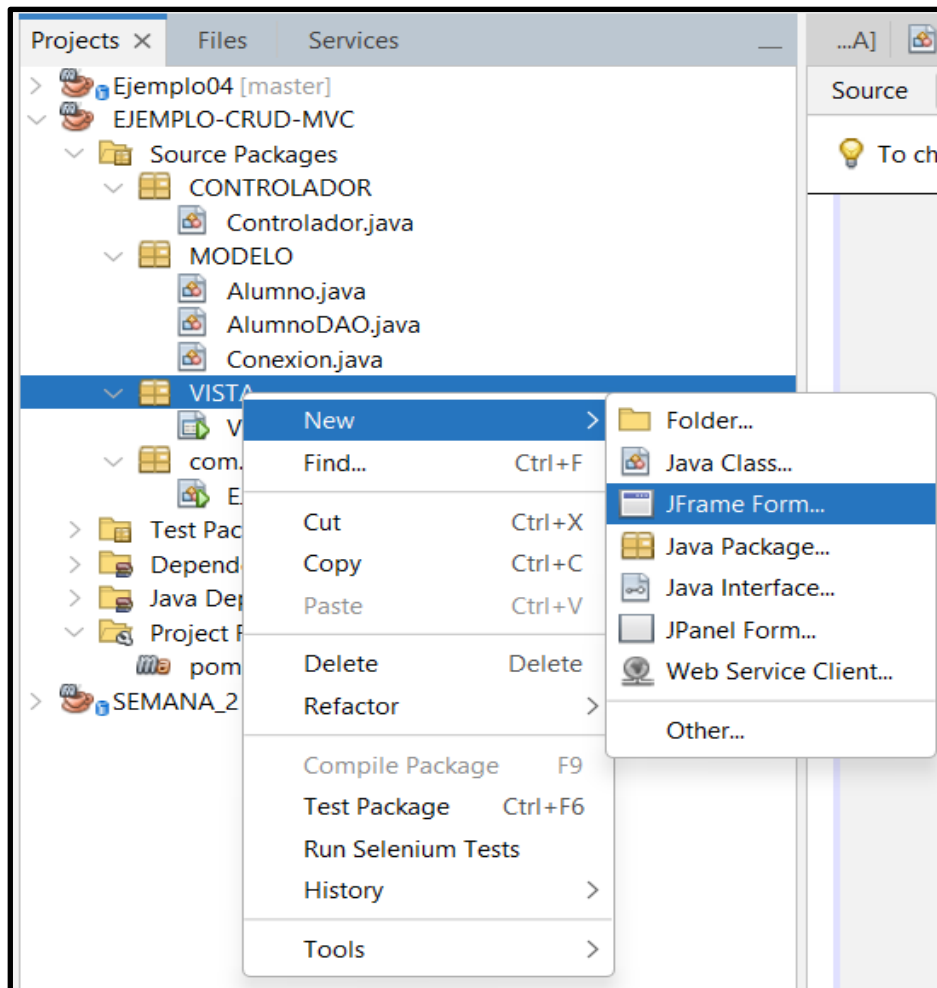 Projects × Files Services
...A]
Ejemplo04 [master]
Source
EJEMPLO-CRUD-MVC
Source Packages
To ch
CONTROLADOR
Controlador.java
MODELO
Alumno.java
AlumnoDAO.java
Conexion.java
VISTA
V
com.
E
Test Pac
Depend
Java De
Project F
pom
SEMANA_2
New
Find... Ctrl+F
Cut Ctrl+X
Copy Ctrl+C
Paste Ctrl+V
Delete Delete
Refactor
Compile Package F9
Test Package Ctrl+F6
Run Selenium Tests
History
Tools
Folder...
Java Class...
JFrame Form...
Java Package...
Java Interface...
JPanel Form...
Web Service Client...
Other...